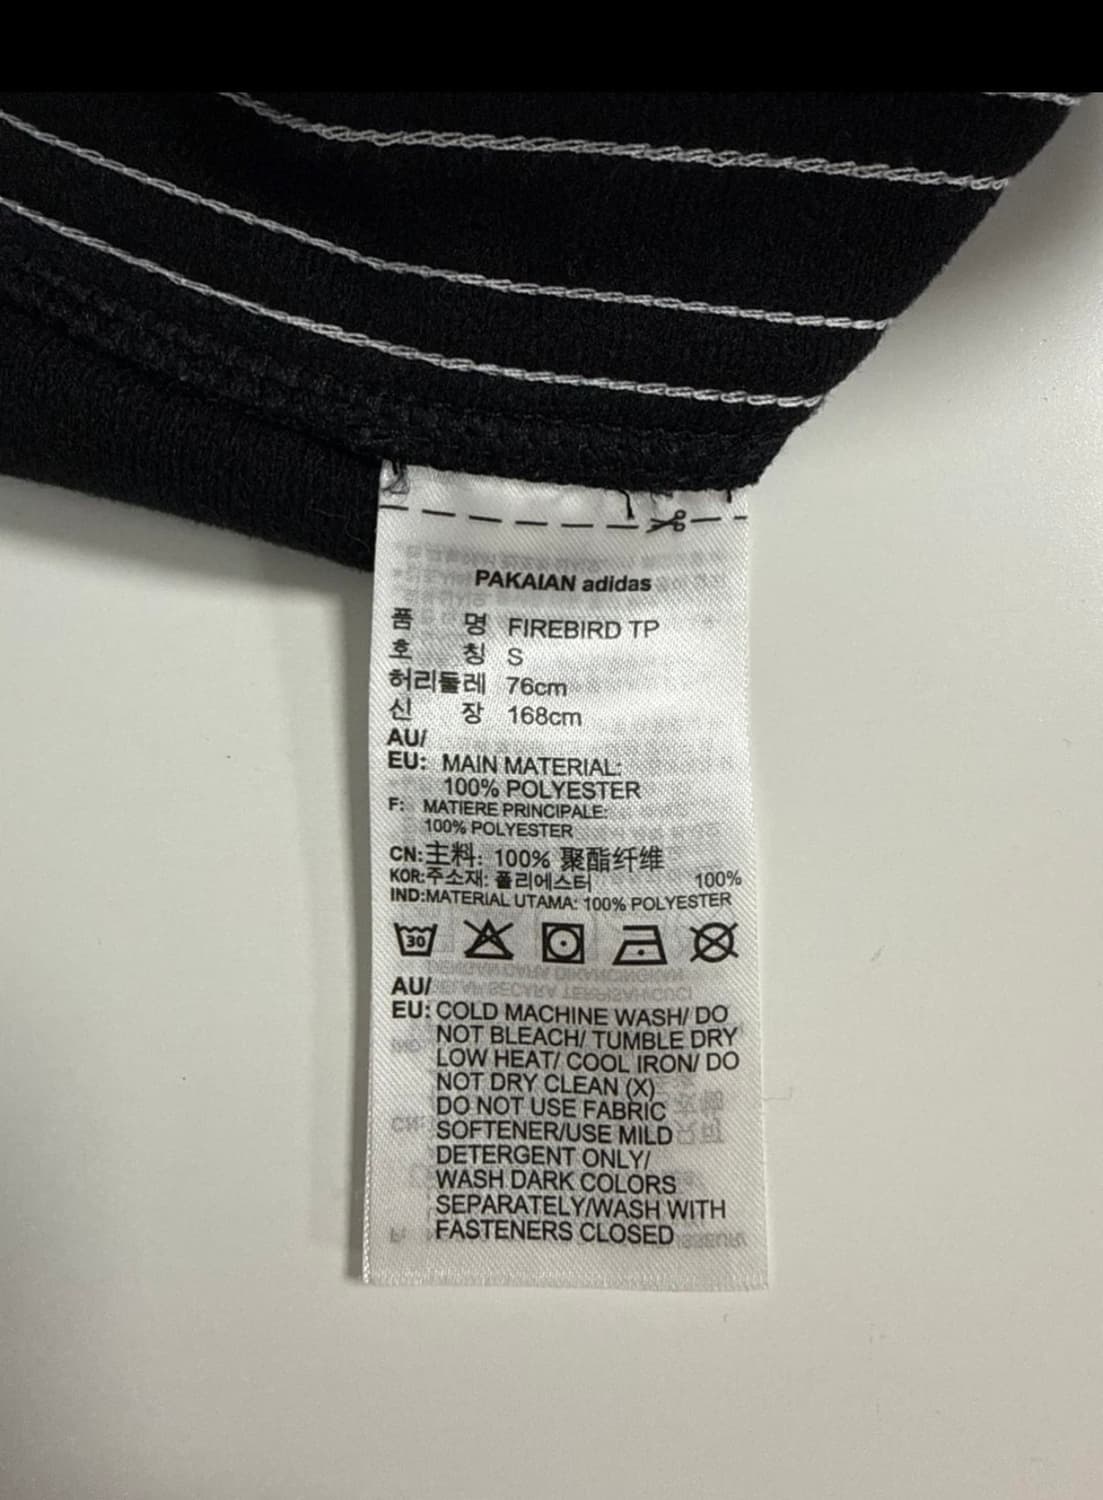 PAKAIAN adidas
품 명 FIREBIRD TP
호 칭 S
허리둘레 76cm
신 장 168cm
AU/
EU: MAIN MATERIAL:
100% POLYESTER
F: MATIERE PRINCIPALE:
100% POLYESTER
CN:主料: 100% 聚酯纤维
KOR:주소재: 폴리에스터 100%
IND:MATERIAL UTAMA: 100% POLYESTER
30
AU/
EU: COLD MACHINE WASH/ DO
NOT BLEACH/ TUMBLE DRY
LOW HEAT/ COOL IRON/ DO
NOT DRY CLEAN (X)
DO NOT USE FABRIC
SOFTENER/USE MILD
DETERGENT ONLY/
WASH DARK COLORS
SEPARATELY/WASH WITH
FASTENERS CLOSED